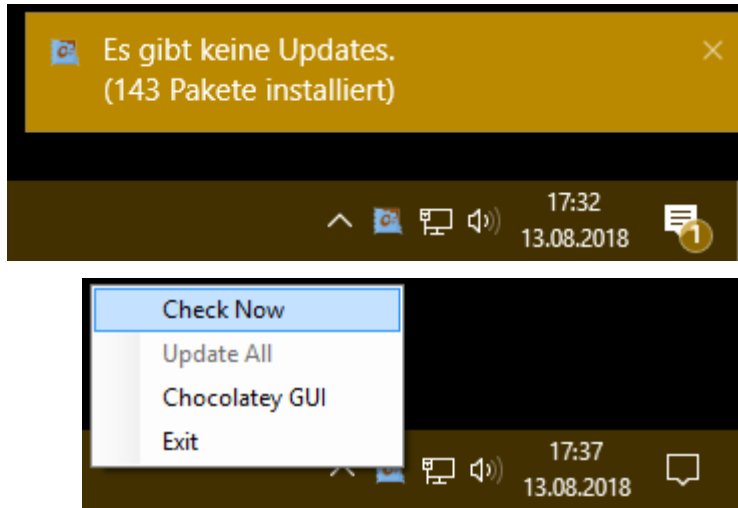 Es gibt keine Updates.
(143 Pakete installiert)
17:32
13.08.2018
1
Check Now
Update All
Chocolatey GUI
Exit
17:37
13.08.2018